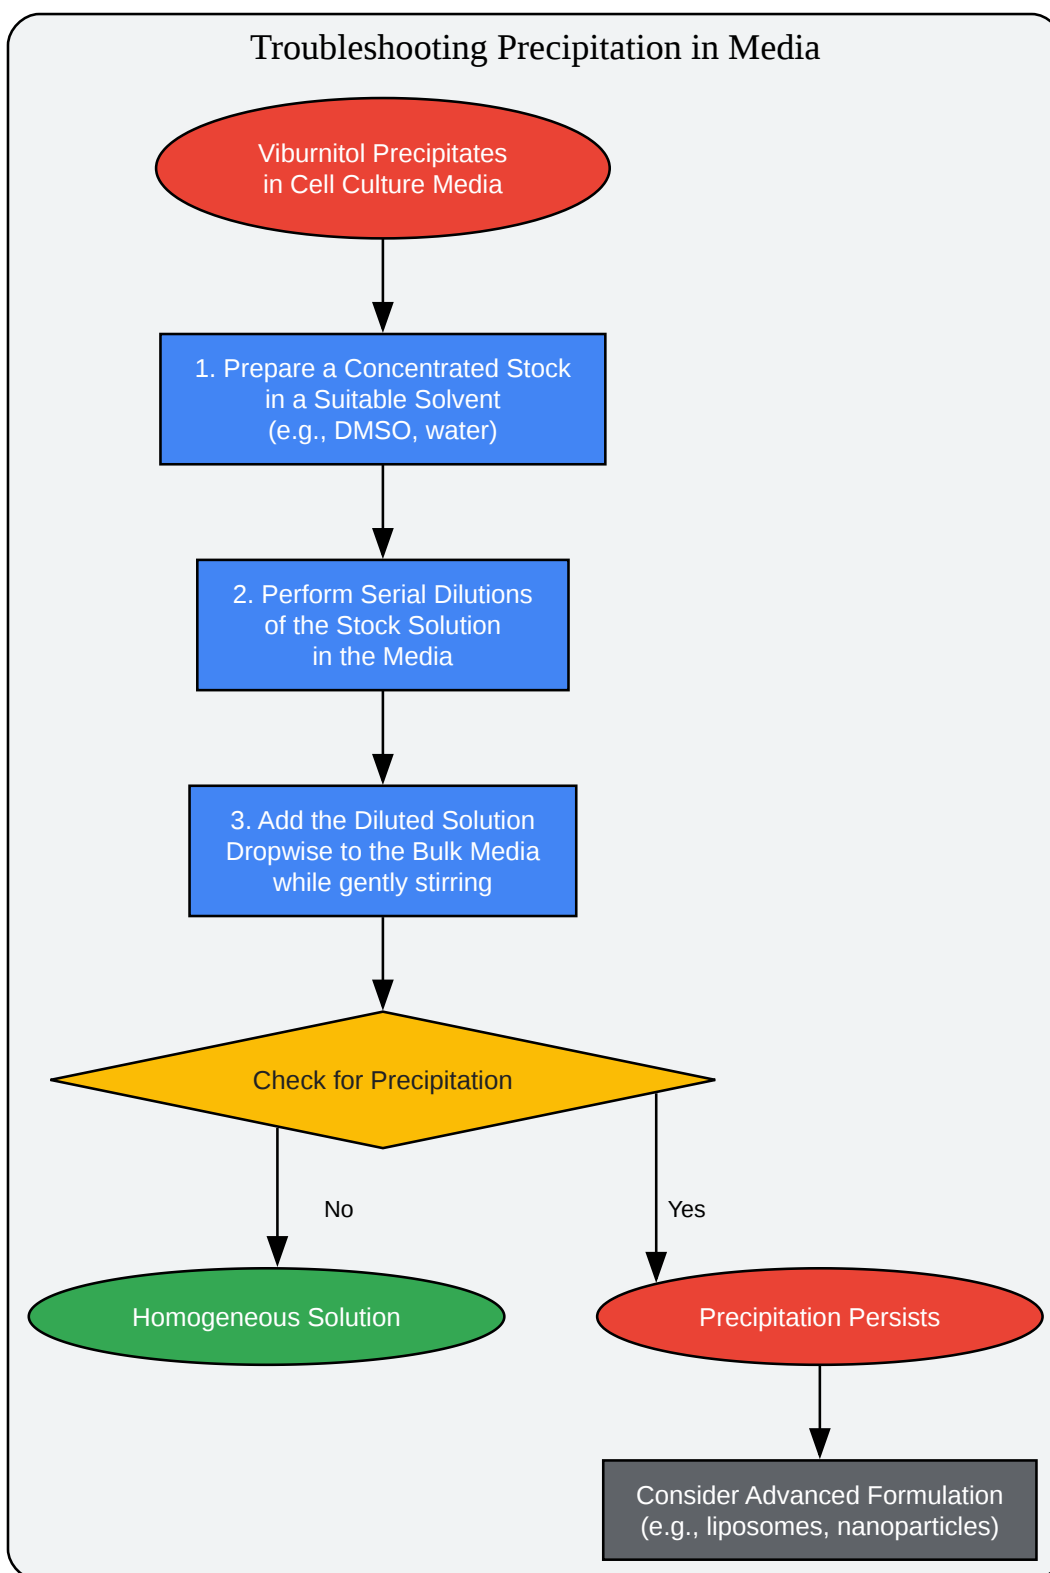 Troubleshooting Precipitation in Media
Viburnitol Precipitates
in Cell Culture Media
1. Prepare a Concentrated Stock
in a Suitable Solvent
(e.g., DMSO, water)
2. Perform Serial Dilutions
of the Stock Solution
in the Media
3. Add the Diluted Solution
Dropwise to the Bulk Media
while gently stirring
Check for Precipitation
No
Yes
Homogeneous Solution
Precipitation Persists
Consider Advanced Formulation
(e.g., liposomes, nanoparticles)